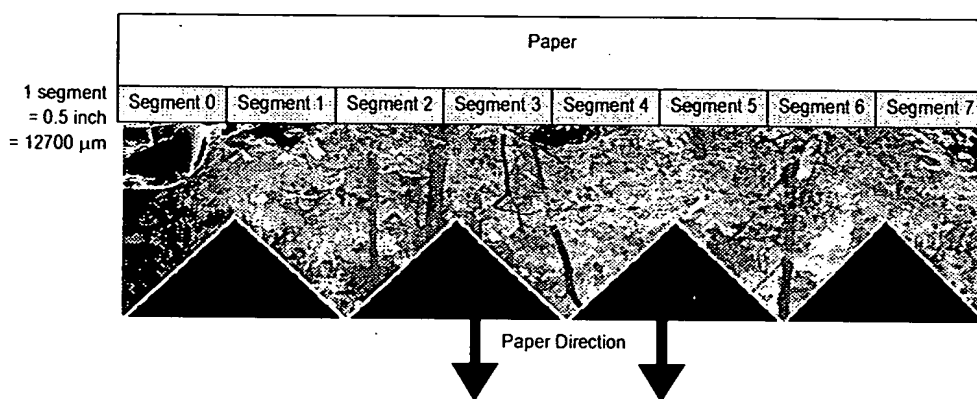 Paper
1 segment
= 0.5 inch
= 12700 µm
Segment 0 Segment 1 Segment 2 Segment 3 Segment 4 Segment 5 Segment 6 Segment 7
Paper Direction